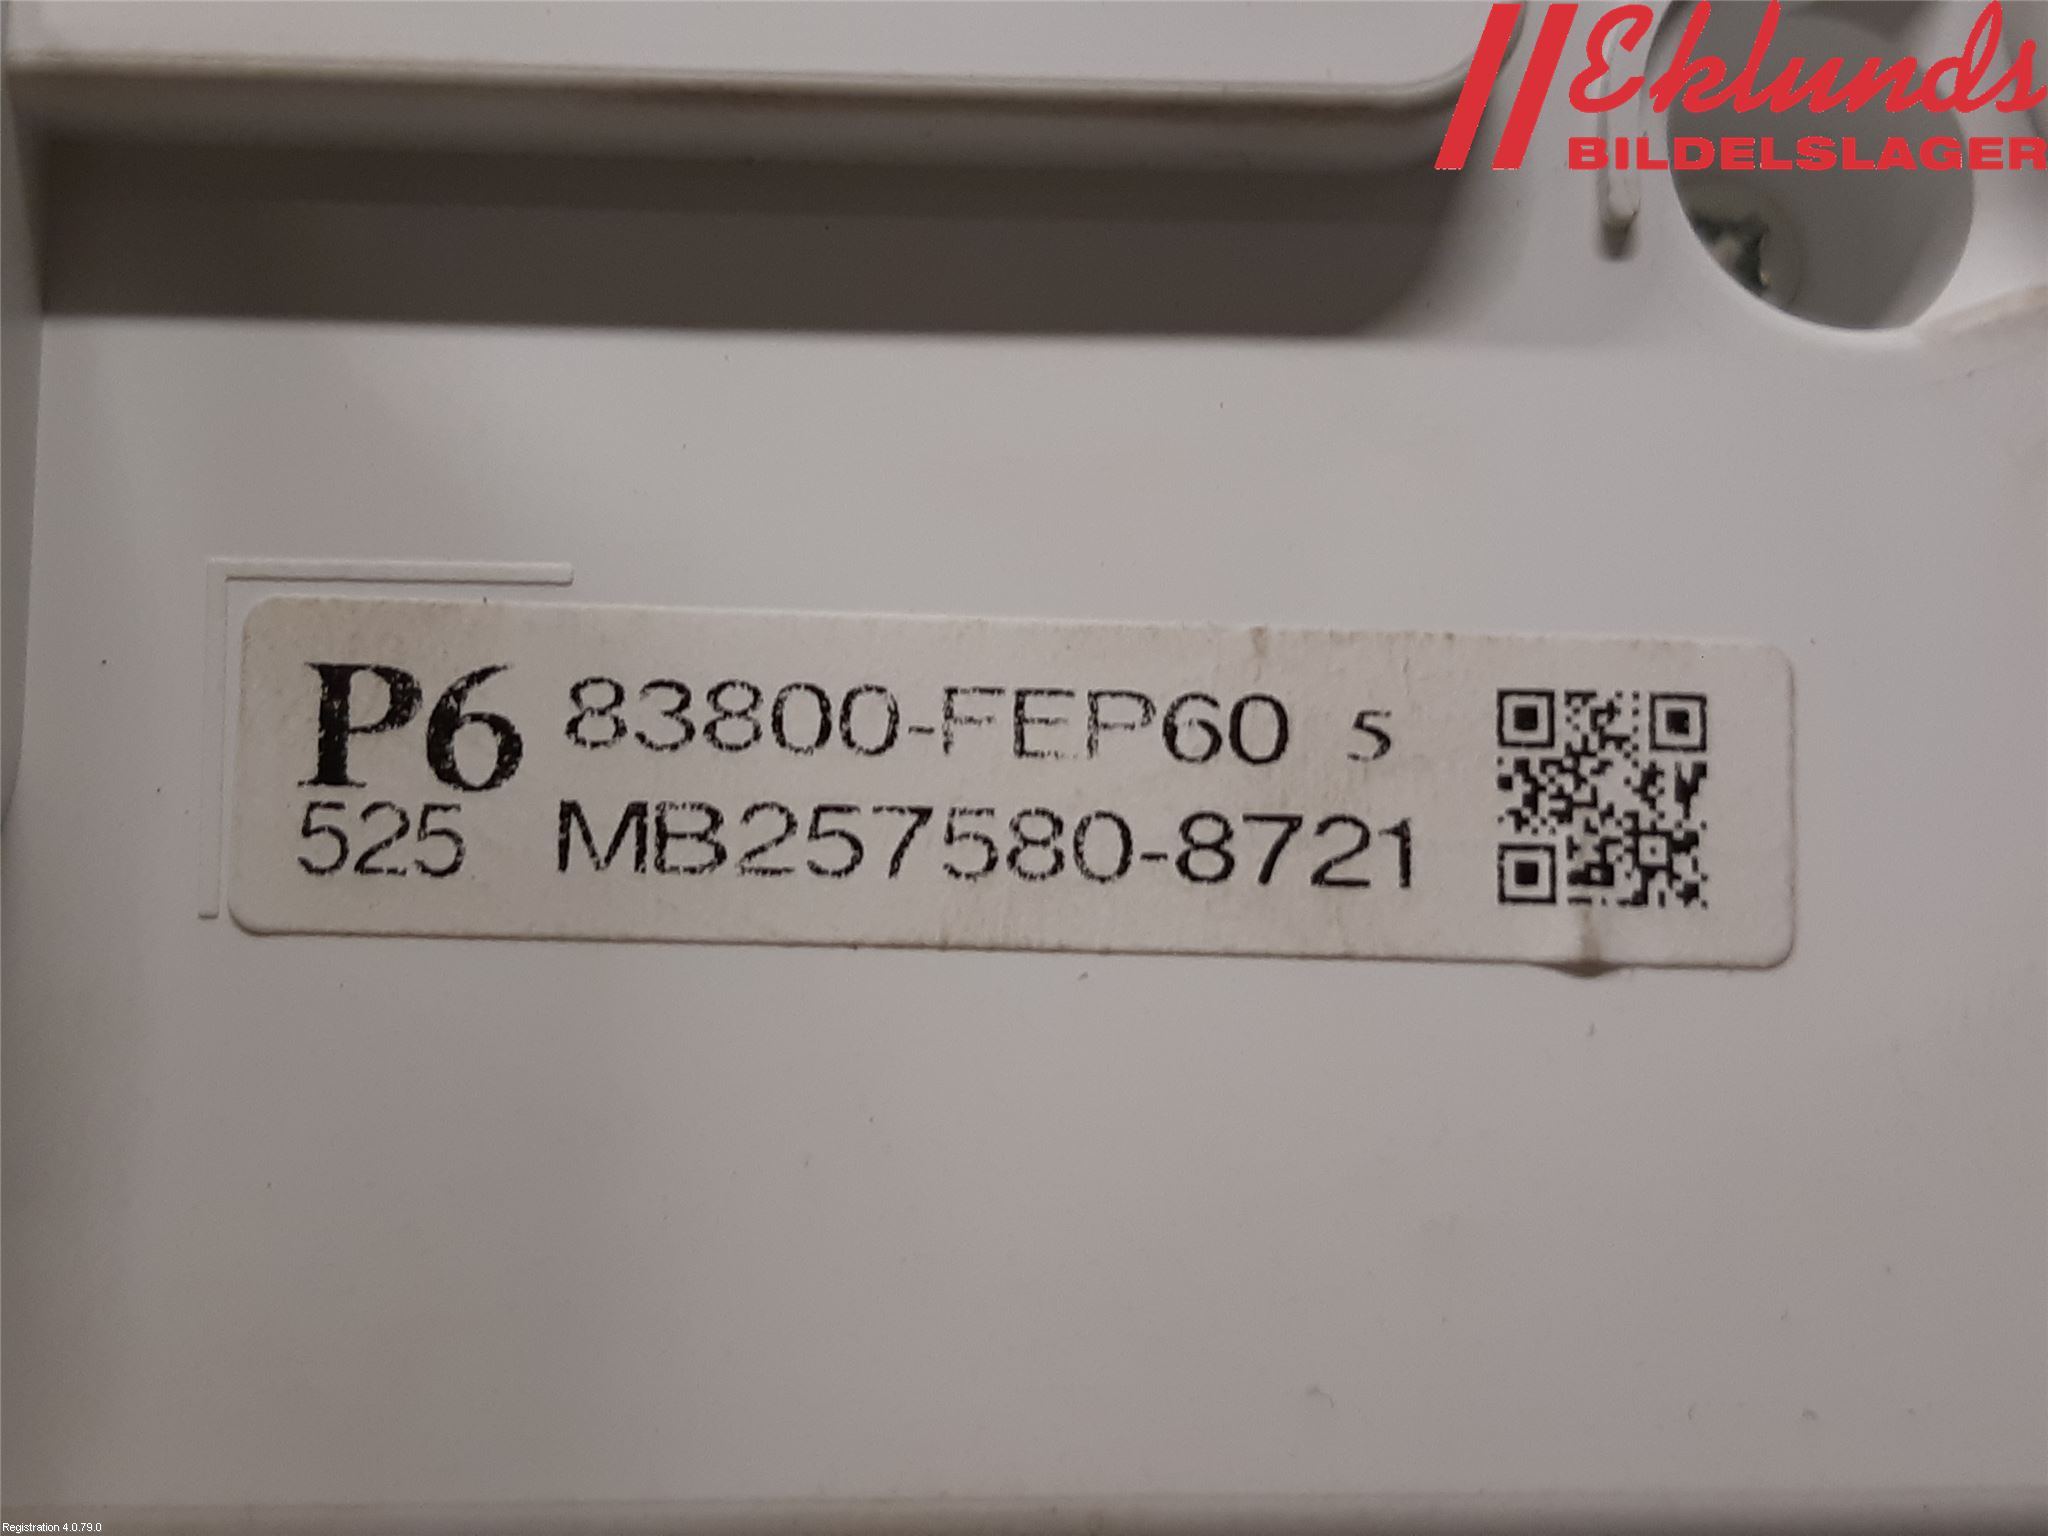 Eklunds
BILDELSLAGER
P6 83800-FEP60 5
525 MB257580-8721
Registration 4.0.79.0